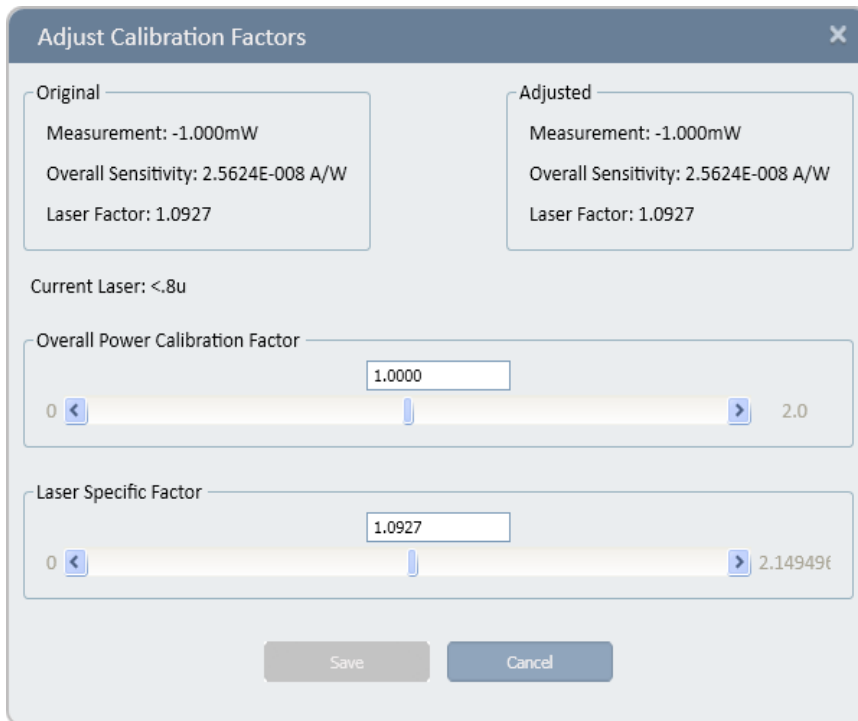 Adjust Calibration Factors
Original
Measurement: -1.000mW
Overall Sensitivity: 2.5624E-008 A/W
Laser Factor: 1.0927
Adjusted
Measurement: -1.000mW
Overall Sensitivity: 2.5624E-008 A/W
Laser Factor: 1.0927
Current Laser: <.8u
Overall Power Calibration Factor
1.0000
0 2.0
Laser Specific Factor
1.0927
0 2.149496
Save Cancel